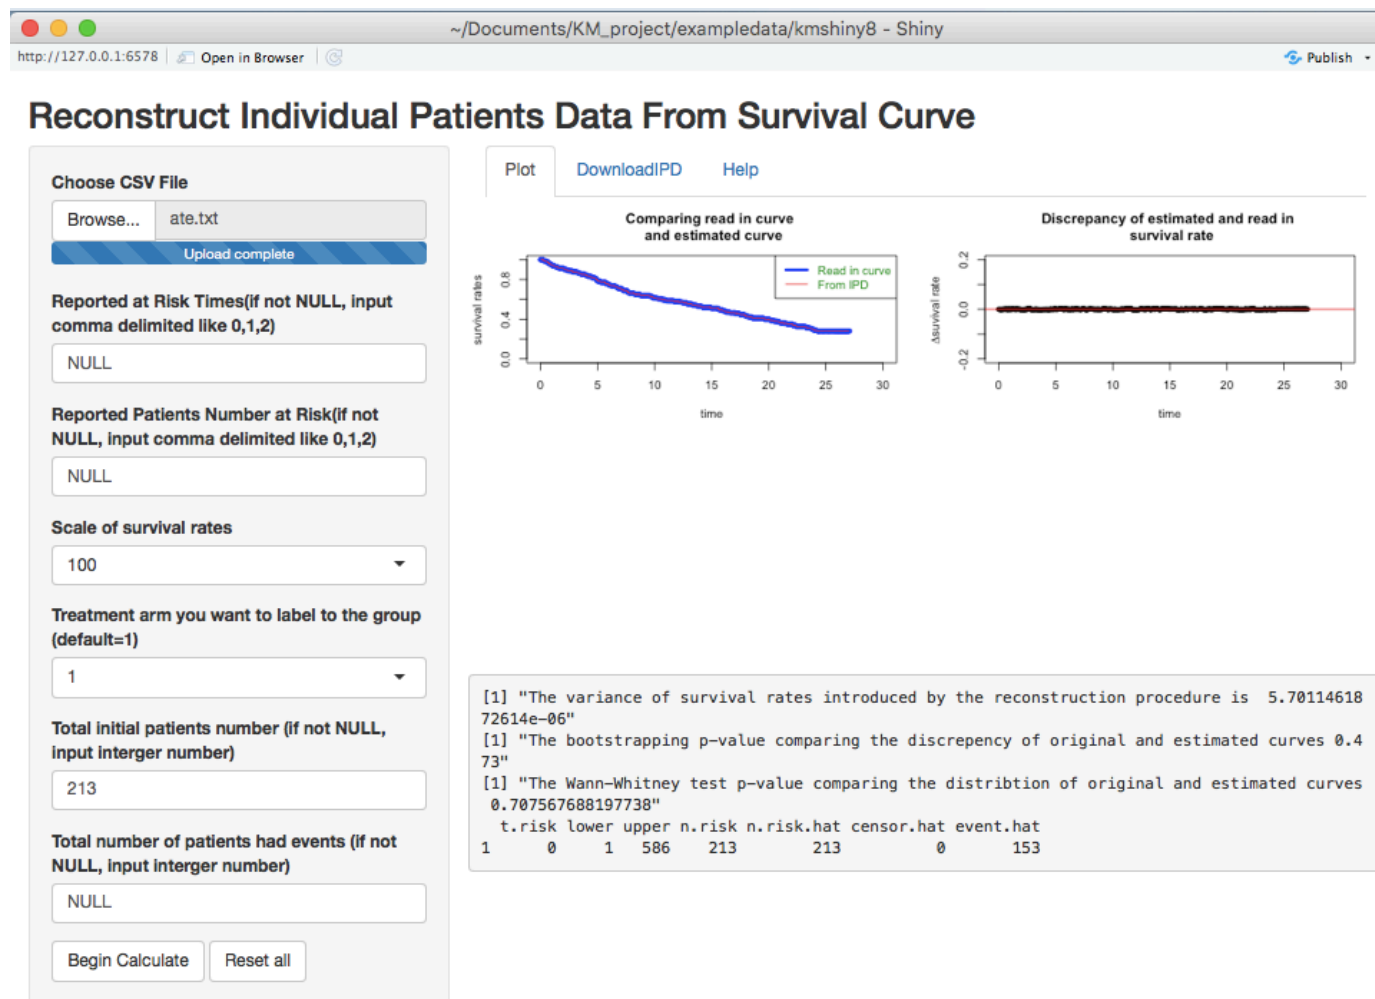 ~/Documents/KM_project/exampledata/kmshiny8 - Shiny
http://127.0.0.1:6578
Open in Browser
Publish
Reconstruct Individual Patients Data From Survival Curve
Choose CSV File
Browse...
ate.txt
Upload complete
Reported at Risk Times(if not NULL, input
comma delimited like 0,1,2)
NULL
Reported Patients Number at Risk(if not
NULL, input comma delimited like 0,1,2)
NULL
Scale of survival rates
100
Treatment arm you want to label to the group
(default=1)
1
Total initial patients number (if not NULL,
input interger number)
213
Total number of patients had events (if not
NULL, input interger number)
NULL
Begin Calculate
Reset all
Plot
DownloadIPD
Help
Comparing read in curve
and estimated curve
survival rates
0.8
0.4
0.0
Read in curve
From IPD
0 5 10 15 20 25 30
time
Discrepancy of estimated and read in
survival rate
Δsuvival rate
0.2
0.0
-0.2
0 5 10 15 20 25 30
time
[1] "The variance of survival rates introduced by the reconstruction procedure is  5.70114618
72614e-06"
[1] "The bootstrapping p-value comparing the discrepency of original and estimated curves 0.4
73"
[1] "The Wann-Whitney test p-value comparing the distribtion of original and estimated curves
0.707567688197738"
t.risk lower upper n.risk n.risk.hat censor.hat event.hat
1 0 1 586 213 213 0 153